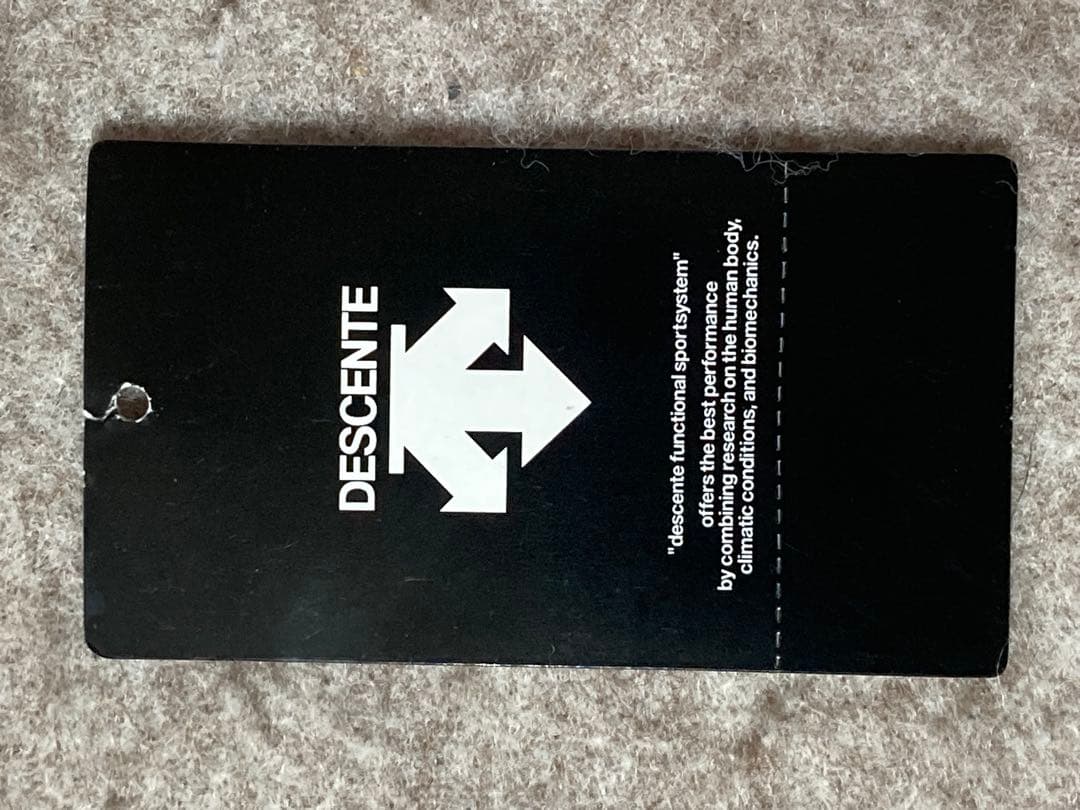 DESCENTE
"descente functional sportsystem"
offers the best performance
by combining research on the human body,
climatic conditions, and biomechanics.